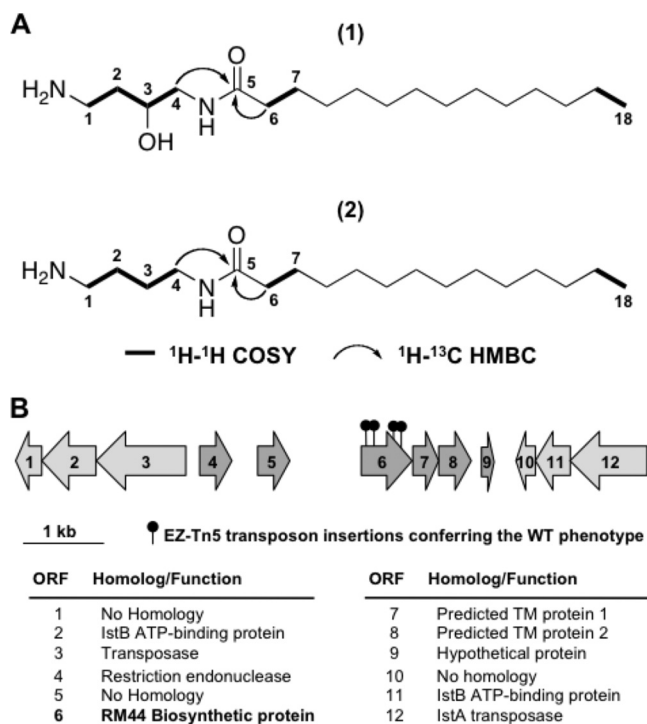 A
(1)
O
H₂N 2 3 4 N 5 7
1 OH H 6 18
(2)
O
H₂N 2 3 4 N 5 7
1 H 6 18
¹H-¹H COSY ¹H-¹³C HMBC
B
1 2 3 4 5 6 7 8 9 10 11 12
1 kb EZ-Tn5 transposon insertions conferring the WT phenotype
ORF Homolog/Function ORF Homolog/Function
1 No Homology 7 Predicted TM protein 1
2 IstB ATP-binding protein 8 Predicted TM protein 2
3 Transposase 9 Hypothetical protein
4 Restriction endonuclease 10 No homology
5 No Homology 11 IstB ATP-binding protein
6 RM44 Biosynthetic protein 12 IstA transposase